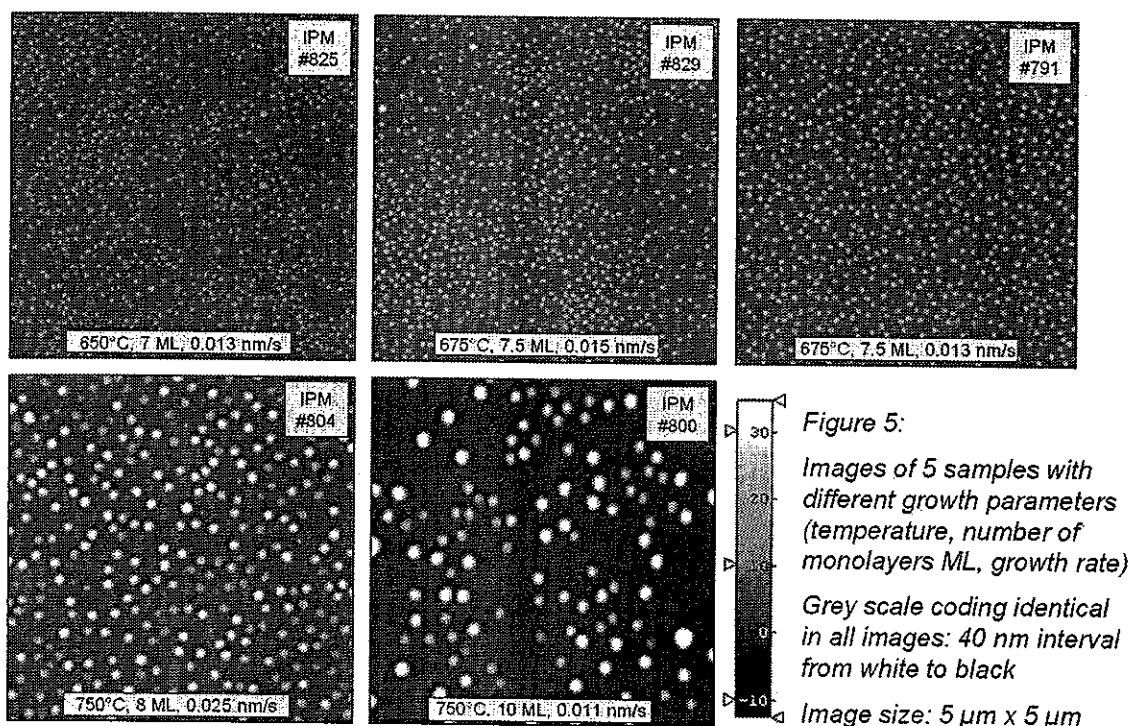 IPM
#825
650°C, 7 ML, 0.013 nm/s
IPM
#829
675°C, 7.5 ML, 0.015 nm/s
IPM
#791
675°C, 7.5 ML, 0.013 nm/s
IPM
#804
750°C, 8 ML, 0.025 nm/s
IPM
#800
750°C, 10 ML, 0.011 nm/s
30
20
10
0
-10
Figure 5:
Images of 5 samples with
different growth parameters
(temperature, number of
monolayers ML, growth rate)
Grey scale coding identical
in all images: 40 nm interval
from white to black
Image size: 5 µm x 5 µm